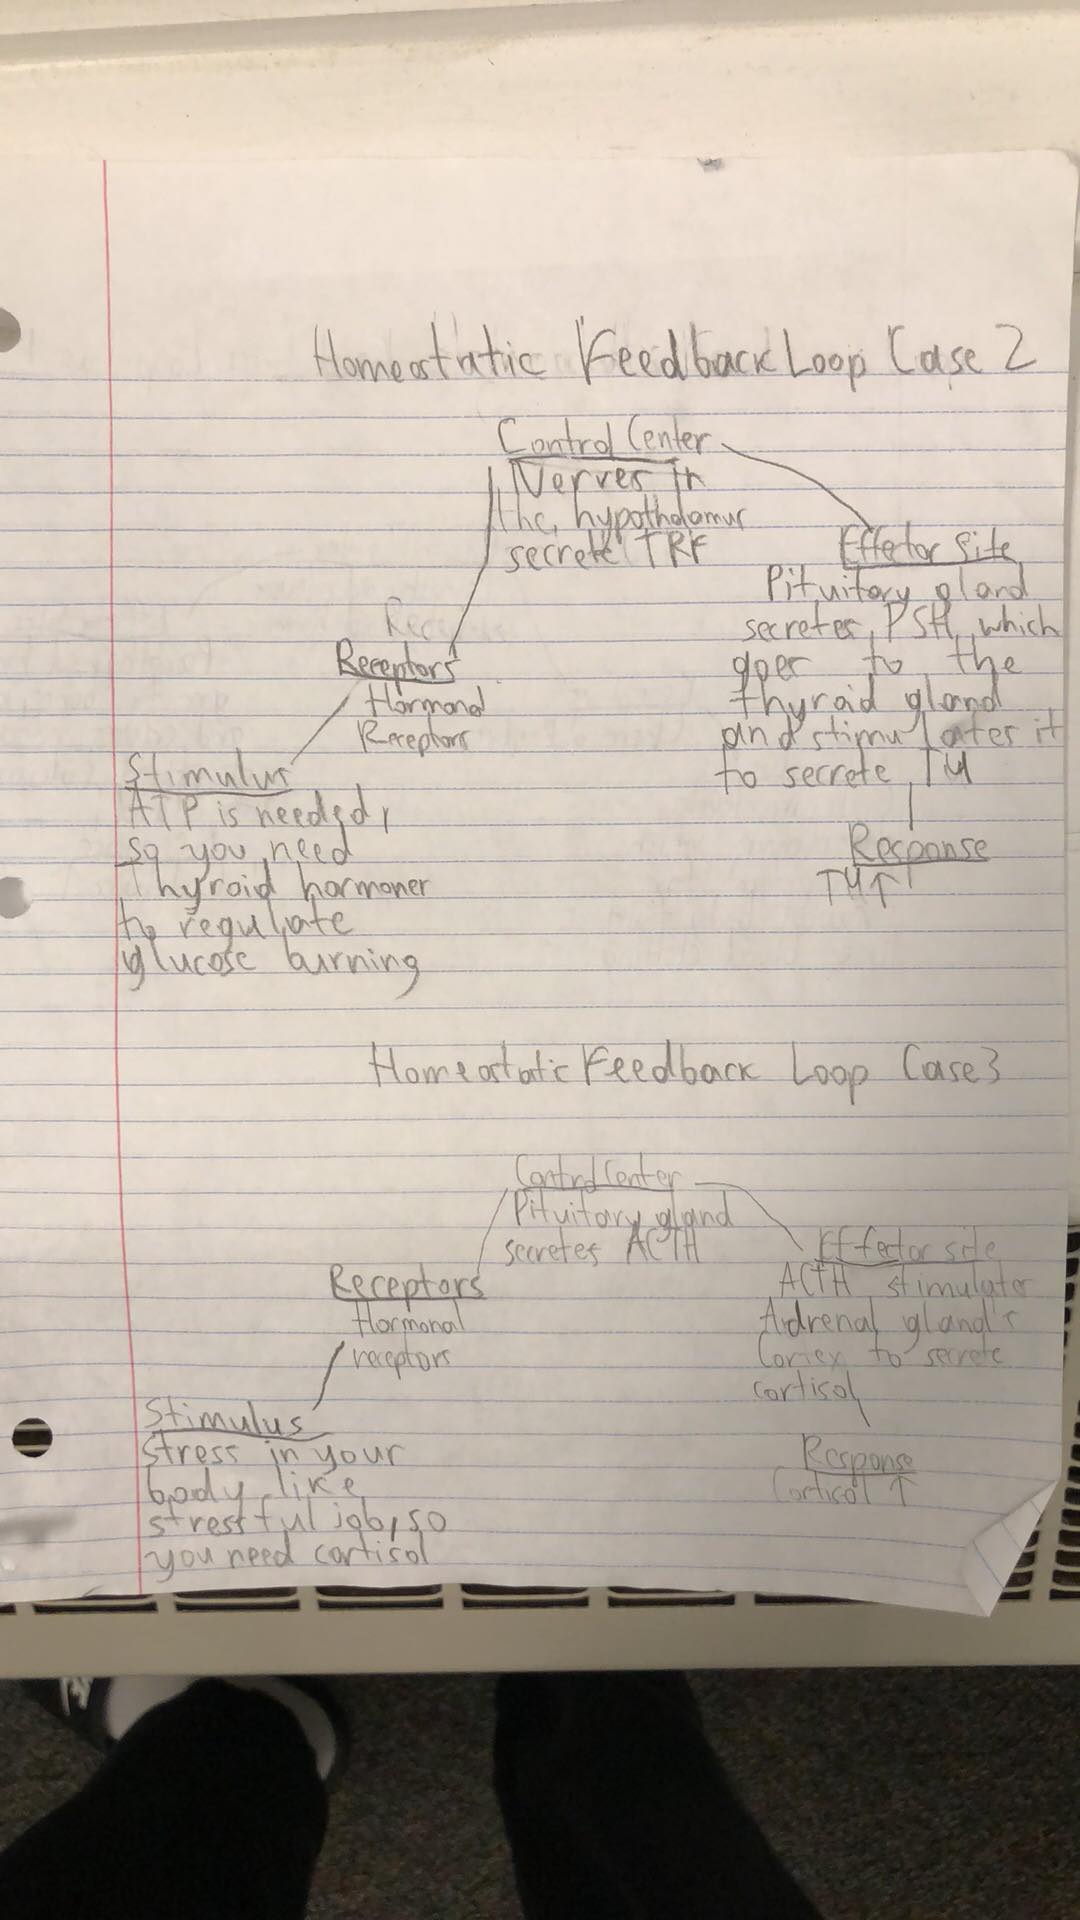 Homeostatic Feedback Loop Case 2
Control Center
Nerves in
the hypothalamus
secrete TRF
Effetor Site
Pituitary gland
secretes PSH, which
goes to the
thyroid gland
and stimulates it
to secrete TH
Response
TH↑
Rec
Receptors
Hormonal
Receptors
Stimulus
ATP is needed,
so you need
Thyroid hormones
to regulate
glucose burning
Homeostatic Feedback Loop Case 3
Control Center
Pituitary gland
secretes ACTH
Effector site
ACTH stimulates
Adrenal gland's
Cortex to secrete
cortisol
Response
Cortisol ↑
Receptors
Hormonal
receptors
Stimulus
Stress in your
body like
stressful job, so
you need cortisol